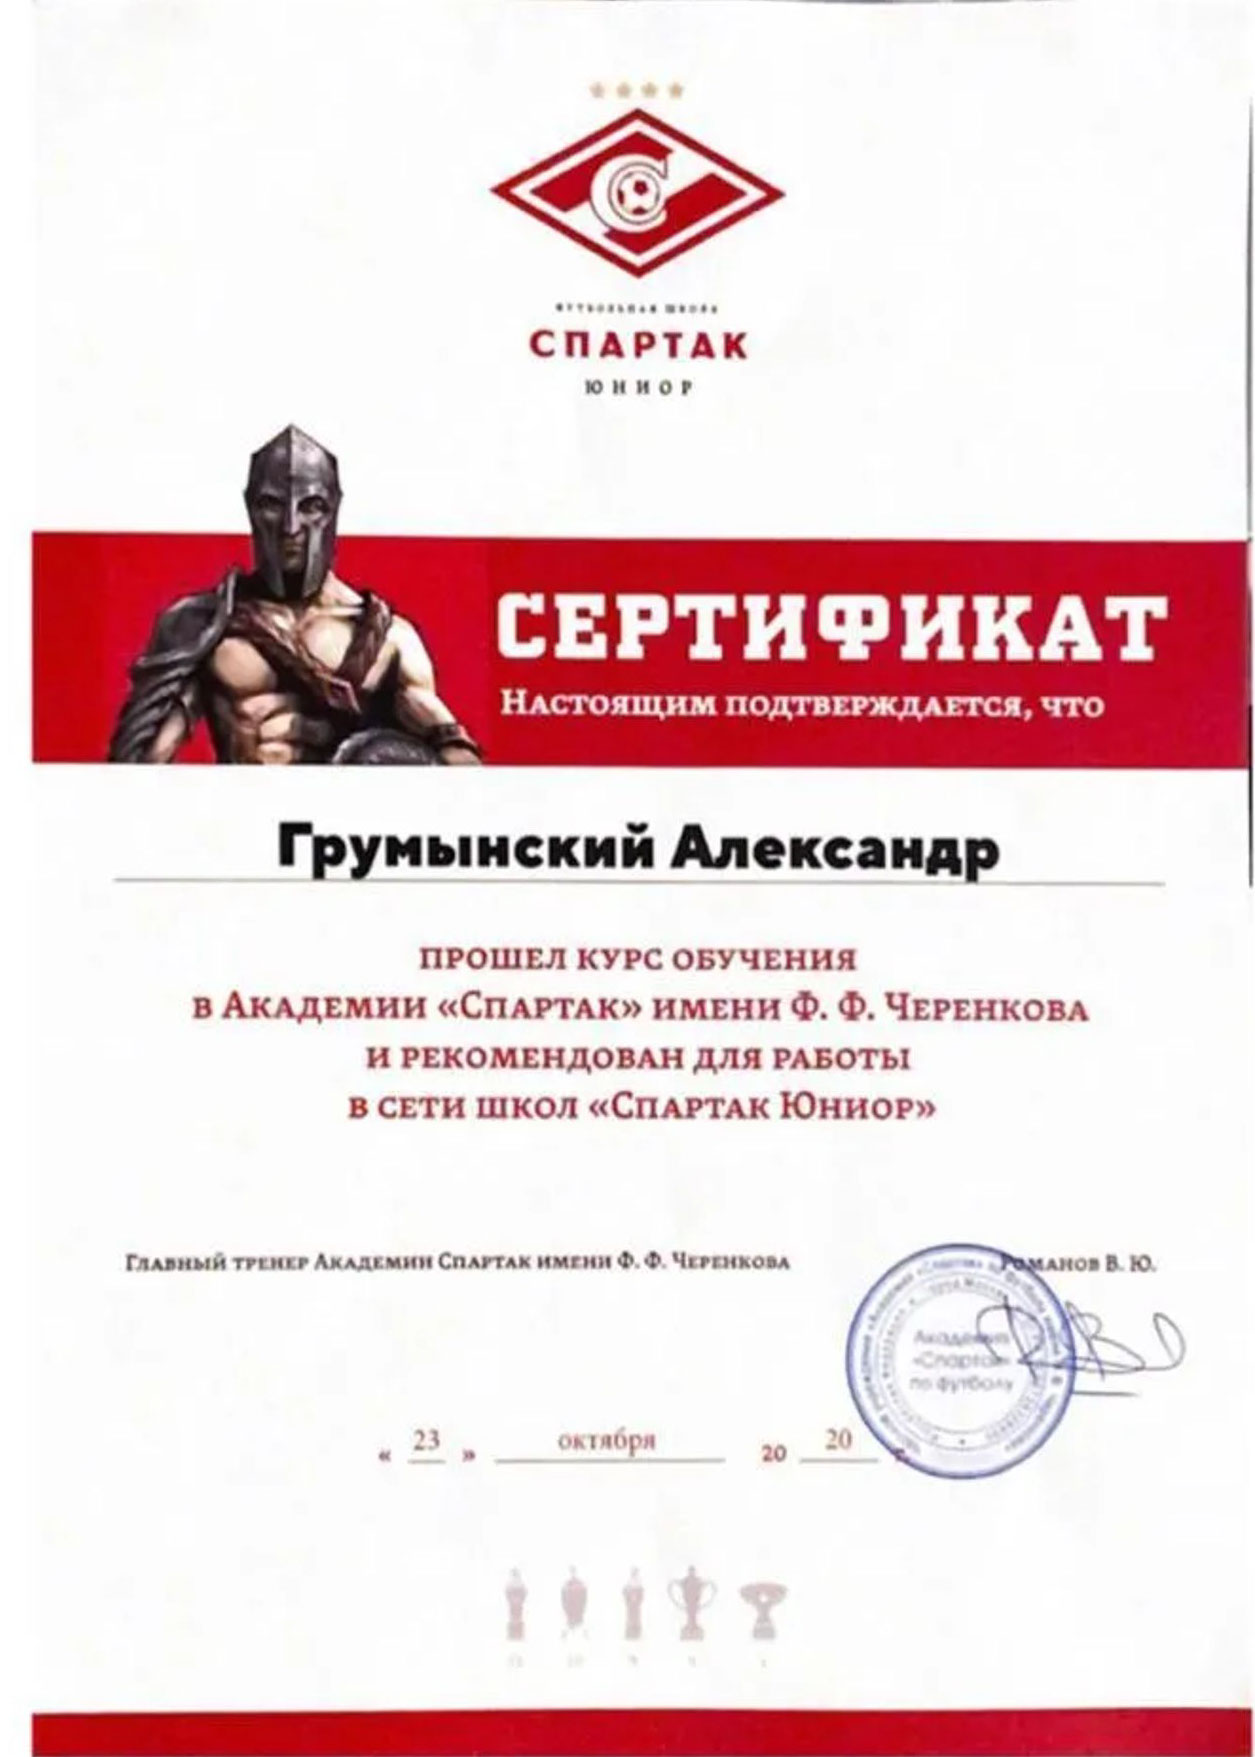 ФУТБОЛЬНАЯ ШКОЛА
СПАРТАК
ЮНИОР
СЕРТИФИКАТ
Настоящим подтверждается, что
Грумынский Александр
прошел курс обучения
в Академии «Спартак» имени Ф. Ф. Черенкова
и рекомендован для работы
в сети школ «Спартак Юниор»
Главный тренер Академии Спартак имени Ф. Ф. Черенкова Романов В. Ю.
Академия
«Спартак»
по футболу
« 23 » октября 20 20 г